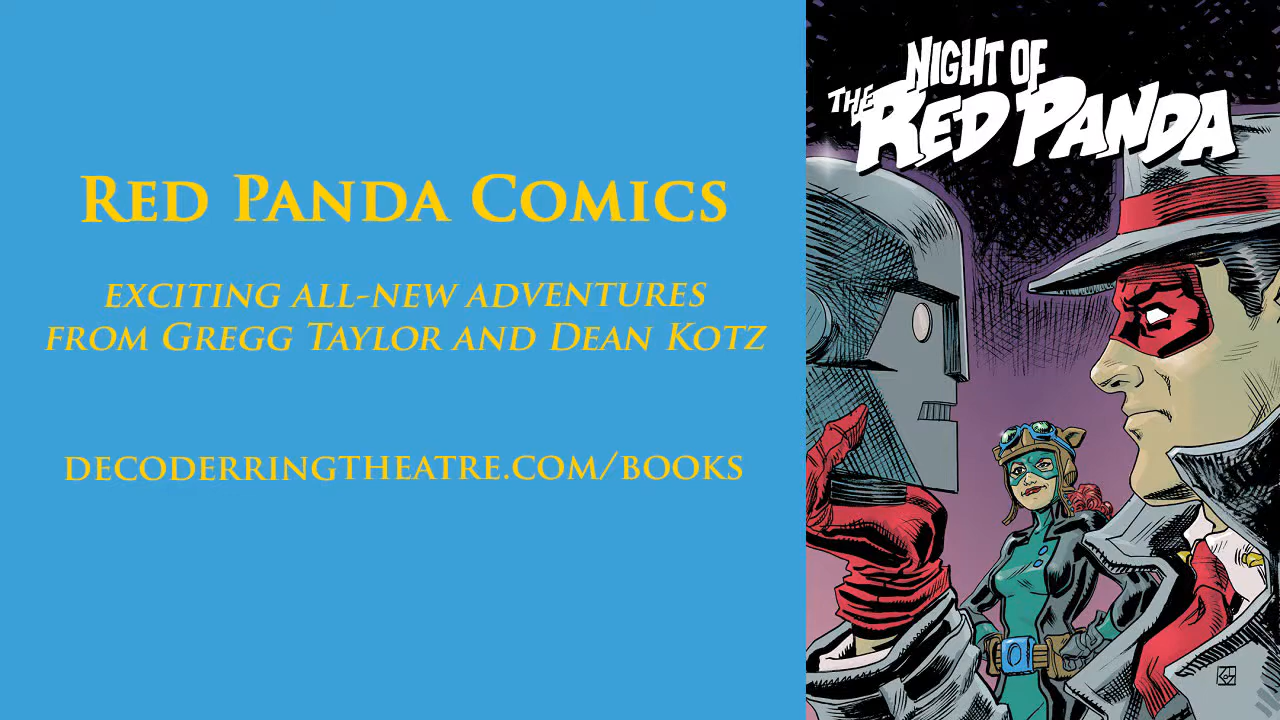 Red Panda Comics
exciting all-new adventures
from Gregg Taylor and Dean Kotz
decoderringtheatre.com/books
NIGHT OF
THE RED PANDA